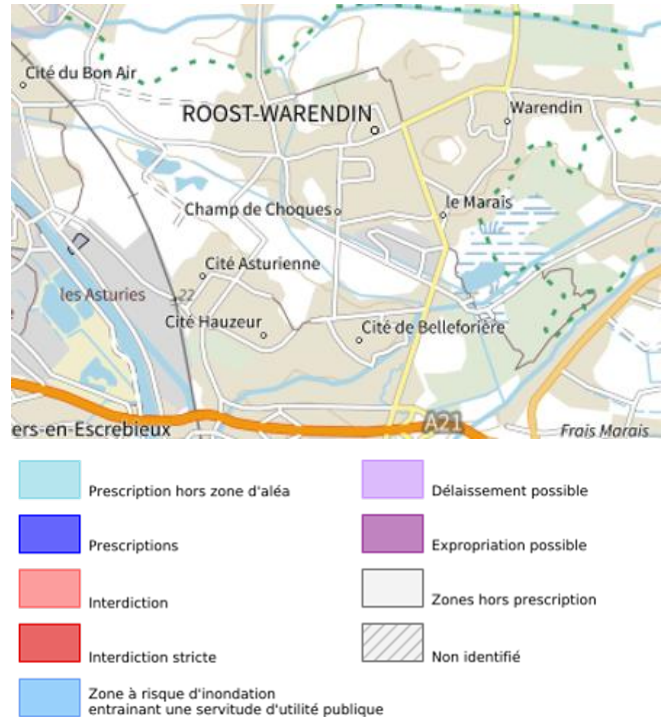 Cité du Bon Air
ROOST-WARENDIN
Warendin
Champ de Choques
le Marais
Cité Asturienne
les Asturies
22
Cité Hauzeur
Cité de Belleforière
A21
ers-en-Escrebieux
Frais Marais
Prescription hors zone d'aléa
Délaissement possible
Prescriptions
Expropriation possible
Interdiction
Zones hors prescription
Interdiction stricte
Non identifié
Zone à risque d'inondation
entrainant une servitude d'utilité publique